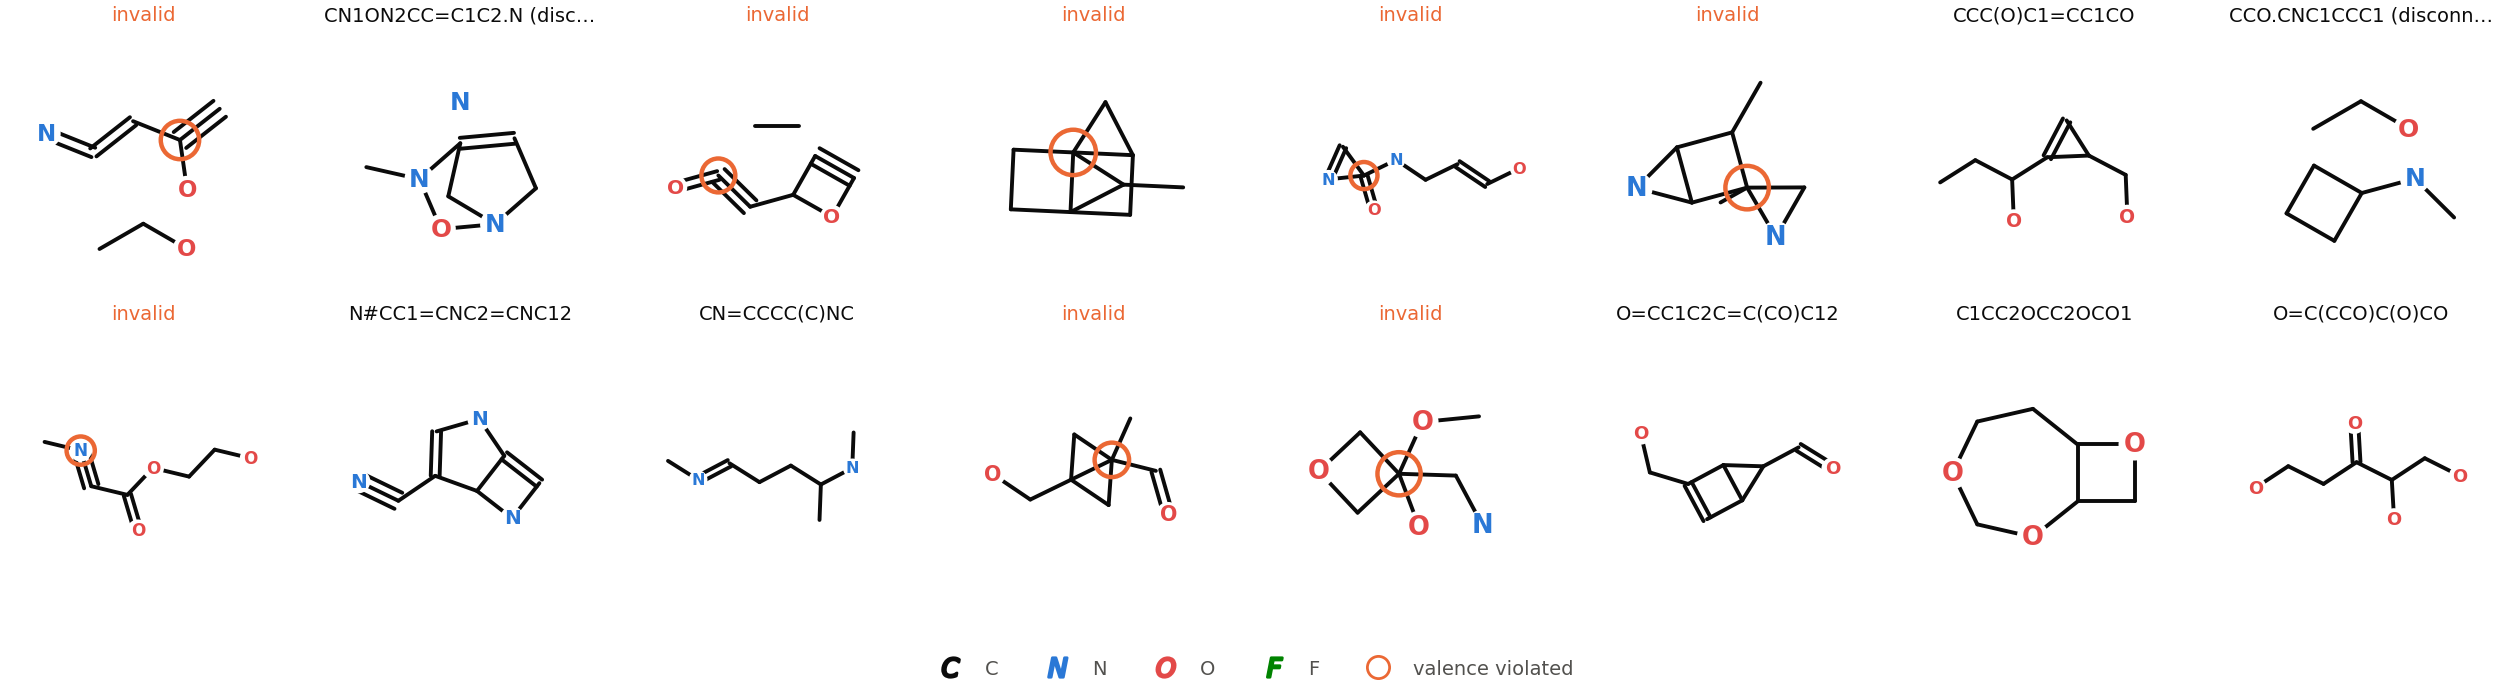 invalid
CN1ON2CC=C1C2.N (disc...
invalid
invalid
invalid
invalid
CCC(O)C1=CC1CO
CCO.CNC1CCC1 (disconn...
N
O
O
N
N
O
N
O
O
N
N
O
O
N
N
O
O
O
N
invalid
N#CC1=CNC2=CNC12
CN=CCCC(C)NC
invalid
invalid
O=CC1C2C=C(CO)C12
C1CC2OCC2OCO1
O=C(CCO)C(O)CO
N
O
O
O
N
N
N
N
N
O
O
O
O
O
N
O
O
O
O
O
O
O
O
O
C C
N N
O O
F F
valence violated